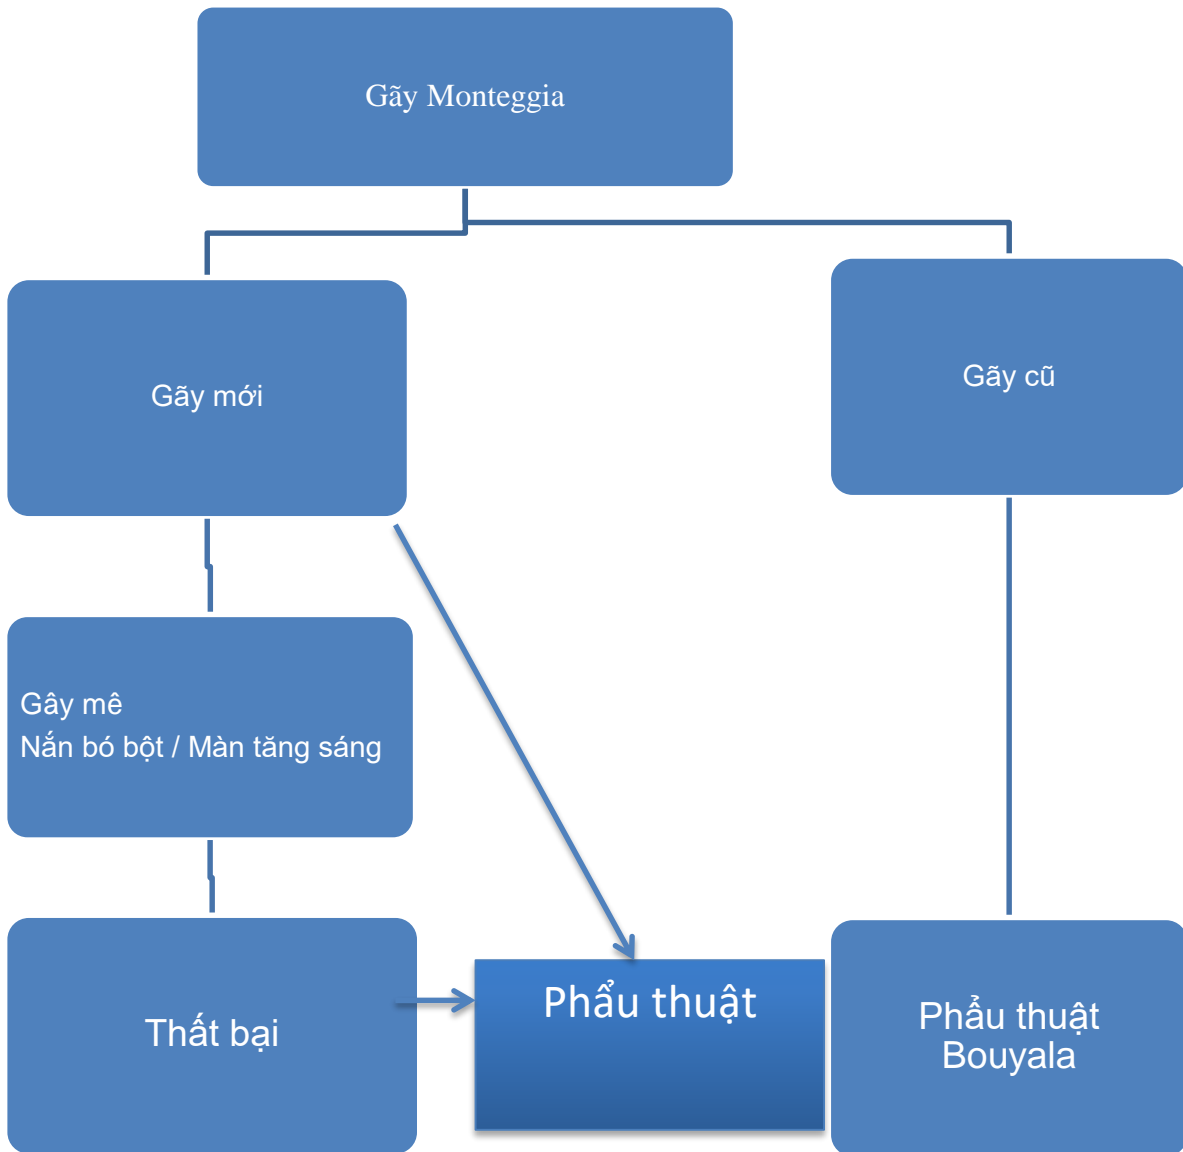 Gãy Monteggia
Gãy mới
Gãy cũ
Gây mê
Nắn bó bột / Màn tăng sáng
Thất bại
Phẩu thuật
Phẩu thuật
Bouyala